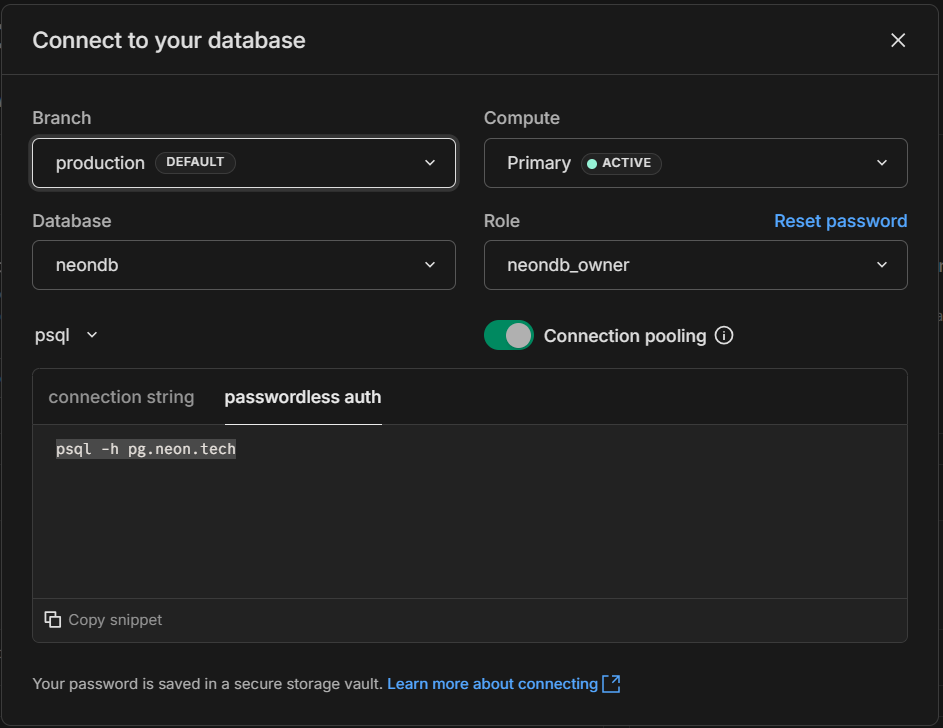 Connect to your database
Branch
Compute
production DEFAULT
Primary ACTIVE
Database
Role
Reset password
neondb
neondb_owner
psql
Connection pooling
connection string
passwordless auth
psql -h pg.neon.tech
Copy snippet
Your password is saved in a secure storage vault. Learn more about connecting